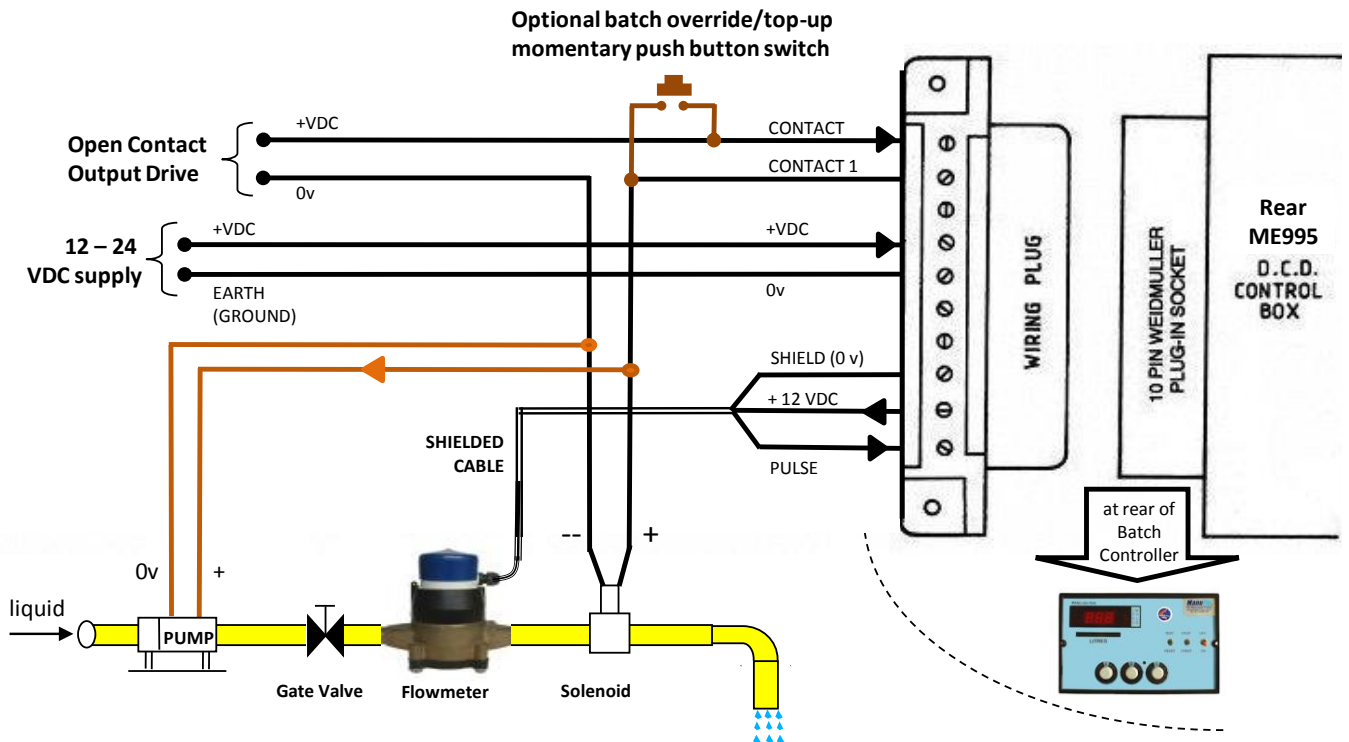 Optional batch override/top-up
momentary push button switch
Open Contact
Output Drive
+VDC
0v
CONTACT
CONTACT 1
12 – 24
VDC supply
+VDC
EARTH
(GROUND)
+VDC
0v
SHIELD (0 v)
+ 12 VDC
PULSE
SHIELDED
CABLE
WIRING PLUG
10 PIN WEIDMULLER
PLUG-IN SOCKET
Rear
ME995
D.C.D.
CONTROL
BOX
at rear of
Batch
Controller
-- +
0v +
liquid
PUMP
Gate Valve
Flowmeter
Solenoid
LITRES